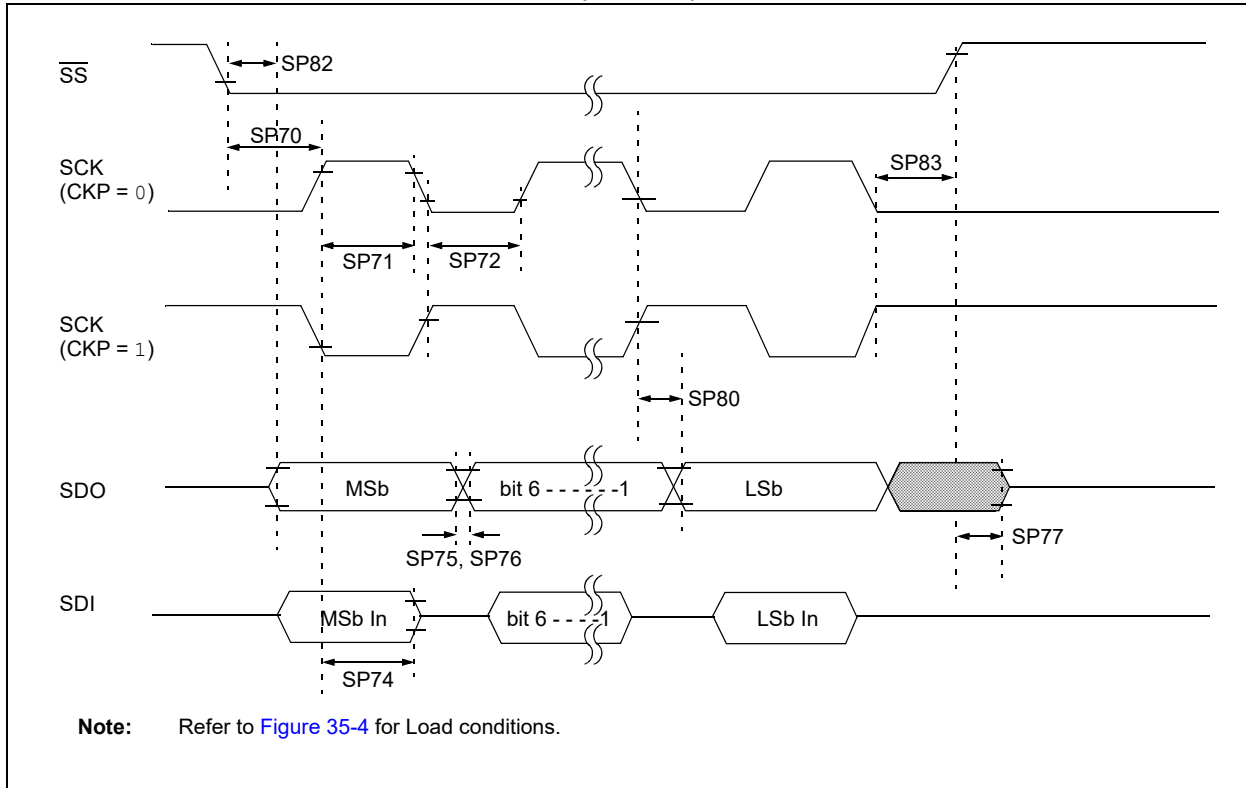 SS
SP82
SP70
SCK
(CKP = 0)
SP83
SP71
SP72
SCK
(CKP = 1)
SP80
SDO
MSb
bit 6 - - - - - - -1
LSb
SP75, SP76
SP77
SDI
MSb In
bit 6 - - - -1
LSb In
SP74
Note: Refer to Figure 35-4 for Load conditions.